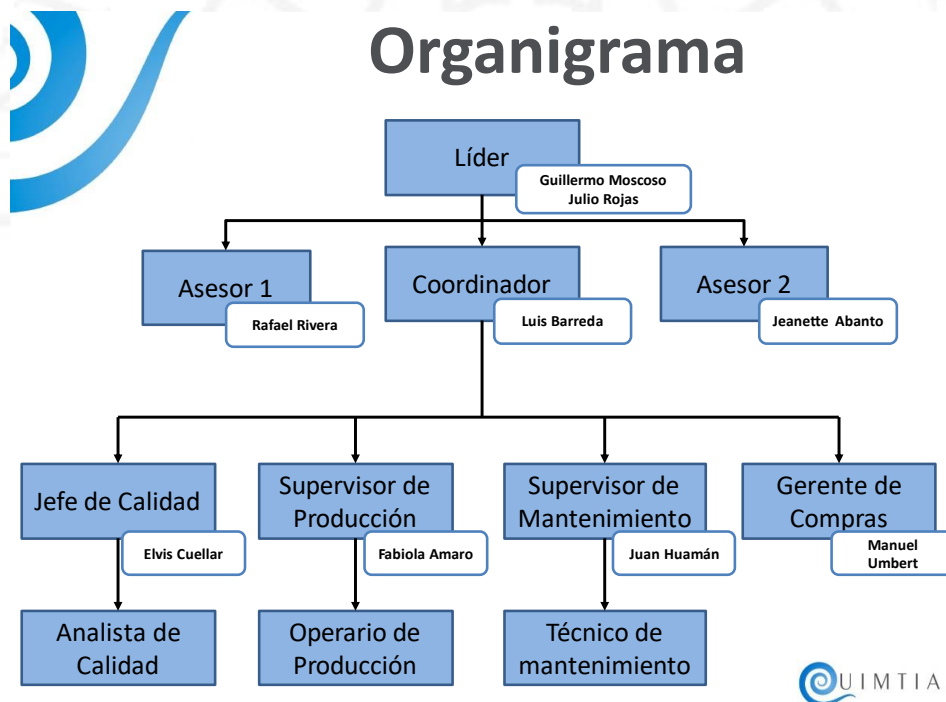 Organigrama
Líder
Guillermo Moscoso
Julio Rojas
Asesor 1
Rafael Rivera
Coordinador
Luis Barreda
Asesor 2
Jeanette Abanto
Jefe de Calidad
Elvis Cuellar
Supervisor de
Producción
Fabiola Amaro
Supervisor de
Mantenimiento
Juan Huamán
Gerente de
Compras
Manuel
Umbert
Analista de
Calidad
Operario de
Producción
Técnico de
mantenimiento
QUIMTIA